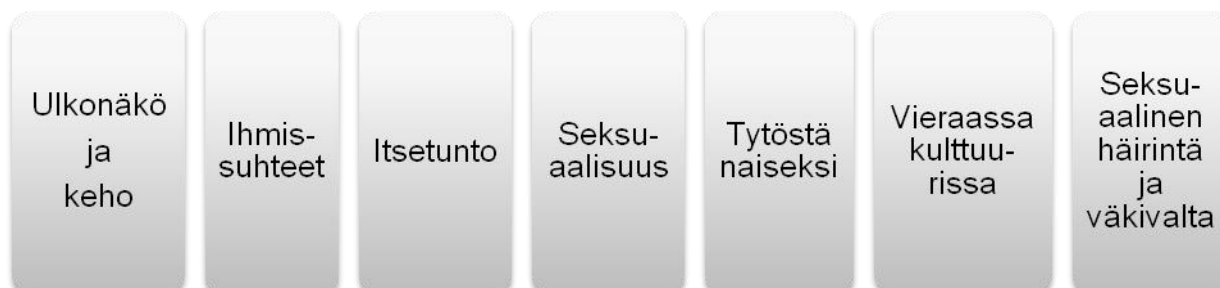 Ulkonäkö
ja
keho
Ihmis-
suhteet
Itsetunto
Seksu-
aalisuus
Tytöstä
naiseksi
Vieraassa
kulttuu-
rissa
Seksu-
aalinen
häirintä
ja
väkivalta